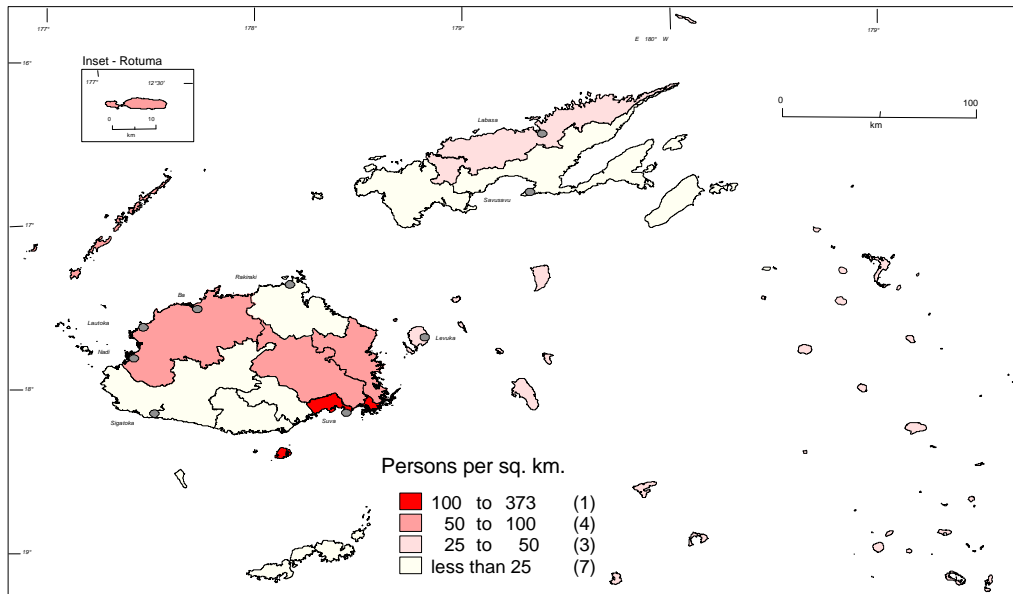 177° 178° 179° 179°
E 180° W
16°
Inset - Rotuma
177° 12°30'
0 10
km
0 100
km
Labasa
Savusavu
17°
Rakiraki
Ba
Lautoka
Levuka
Nadi
18°
Sigatoka
Suva
Persons per sq. km.
100 to 373 (1)
50 to 100 (4)
25 to 50 (3)
less than 25 (7)
19°